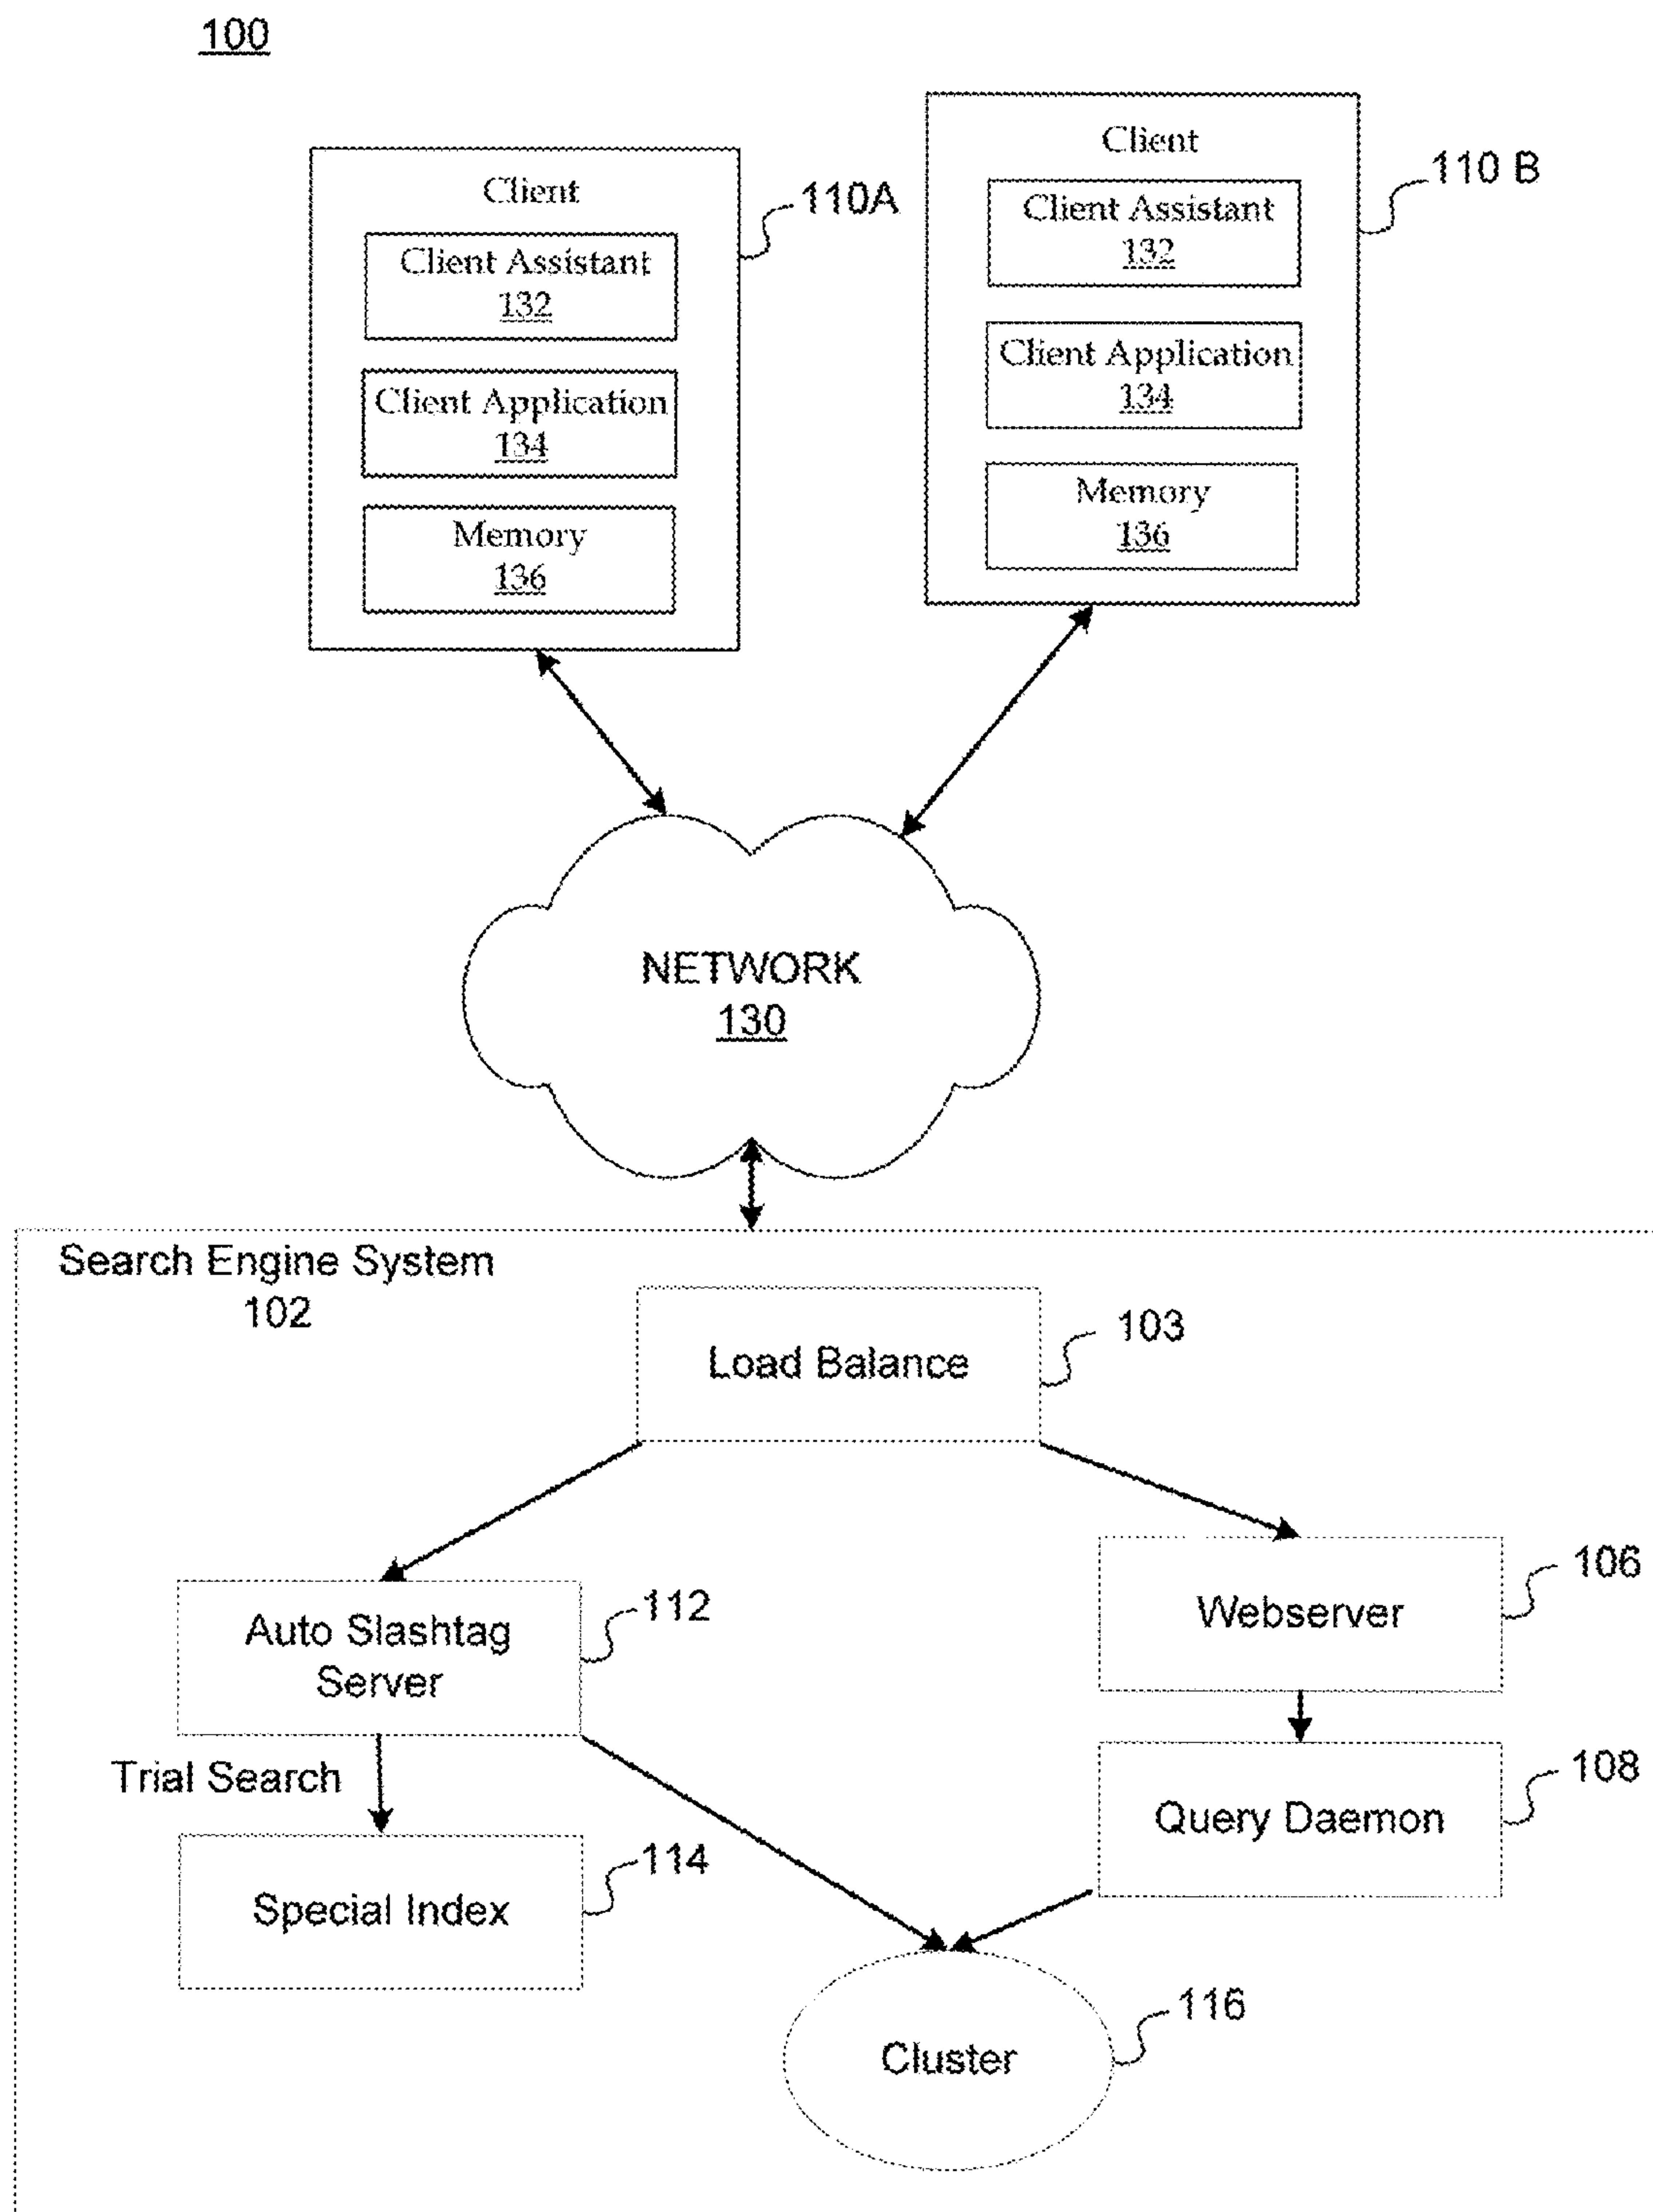 100
Client
110A
Client Assistant
132
Client Application
134
Memory
136
Client
110 B
Client Assistant
132
Client Application
134
Memory
136
NETWORK
130
Search Engine System
102
Load Balance
103
Auto Slashtag
Server
112
Webserver
106
Trial Search
Query Daemon
108
Special Index
114
Cluster
116